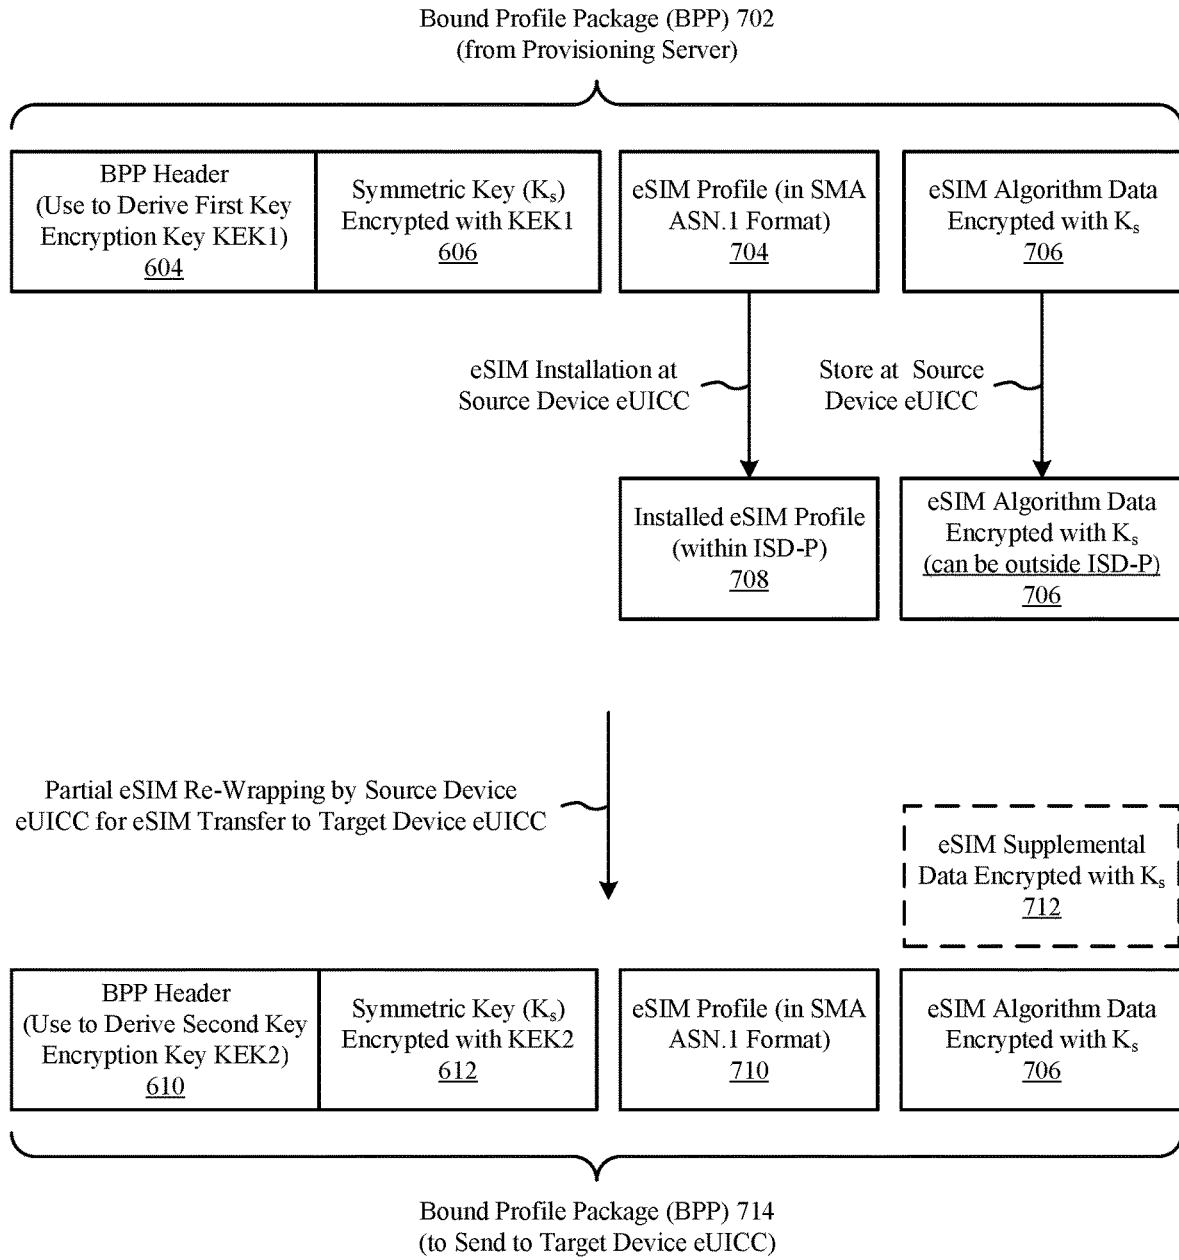 Bound Profile Package (BPP) 702
(from Provisioning Server)
BPP Header
(Use to Derive First Key
Encryption Key KEK1)
604
Symmetric Key (Ks)
Encrypted with KEK1
606
eSIM Profile (in SMA
ASN.1 Format)
704
eSIM Algorithm Data
Encrypted with Ks
706
eSIM Installation at
Source Device eUICC
Store at Source
Device eUICC
Installed eSIM Profile
(within ISD-P)
708
eSIM Algorithm Data
Encrypted with Ks
(can be outside ISD-P)
706
Partial eSIM Re-Wrapping by Source Device
eUICC for eSIM Transfer to Target Device eUICC
eSIM Supplemental
Data Encrypted with Ks
712
BPP Header
(Use to Derive Second Key
Encryption Key KEK2)
610
Symmetric Key (Ks)
Encrypted with KEK2
612
eSIM Profile (in SMA
ASN.1 Format)
710
eSIM Algorithm Data
Encrypted with Ks
706
Bound Profile Package (BPP) 714
(to Send to Target Device eUICC)